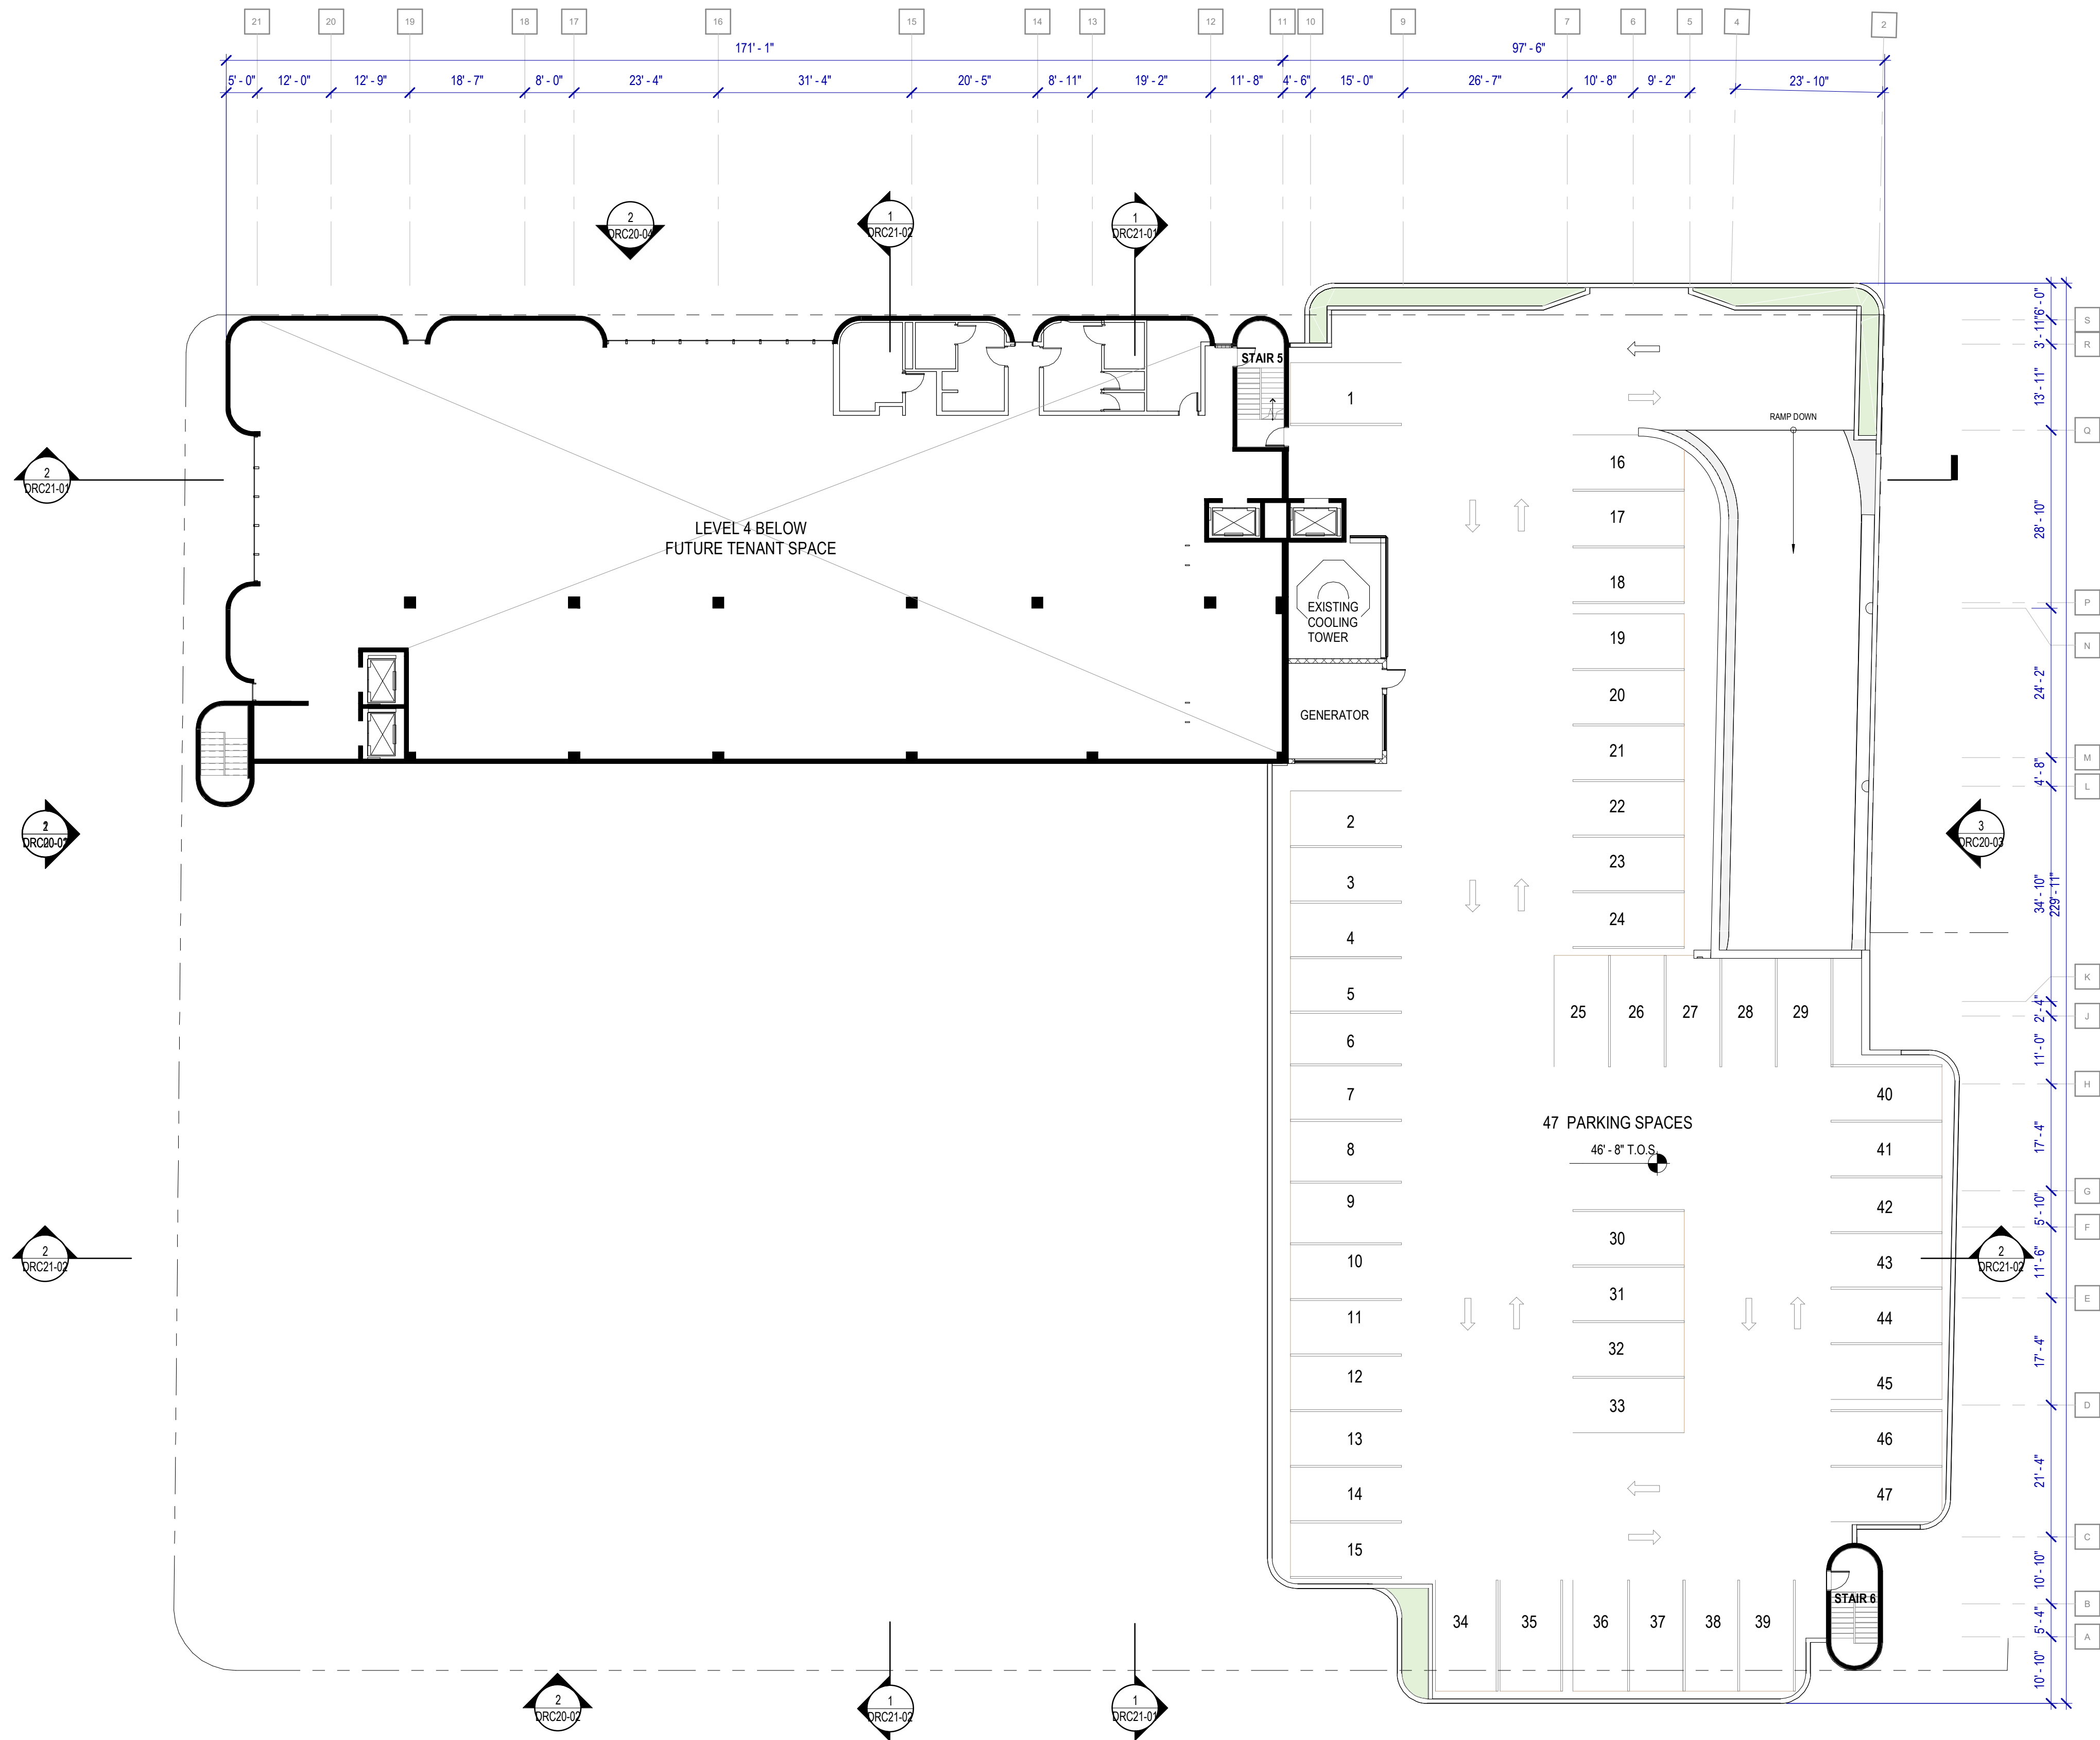 21 20 19 18 17 16 15 14 13 12 11 10 9 7 6 5 4 2
171' - 1" 97' - 6"
5' - 0" 12' - 0" 12' - 9" 18' - 7" 8' - 0" 23' - 4" 31' - 4" 20' - 5" 8' - 11" 19' - 2" 11' - 8" 4' - 6" 15' - 0" 26' - 7" 10' - 8" 9' - 2" 23' - 10"
2
DRC20-04
1
DRC21-02
1
DRC21-01
6' - 0"
S
3' - 11"
R
STAIR 5
1
13' - 11"
RAMP DOWN
Q
2
DRC21-01
16
17
28' - 10"
LEVEL 4 BELOW
FUTURE TENANT SPACE
18
EXISTING
COOLING
TOWER
P
19
N
20
24' - 2"
GENERATOR
21
M
4' - 8"
L
22
2
3
DRC20-03
23
3
34' - 10"
229' - 11"
24
4
K
5
25 26 27 28 29
2' - 4"
J
6
11' - 0"
H
7
40
47 PARKING SPACES
46' - 8" T.O.S.
17' - 4"
8
41
G
9
42
5' - 10"
F
30
2
DRC21-02
10
43
2
DRC21-02
11' - 6"
31
E
11
44
32
17' - 4"
12
45
33
D
13
46
21' - 4"
14
47
C
15
10' - 10"
STAIR 6
B
34 35 36 37 38 39
5' - 4"
A
10' - 10"
2
DRC20-02
1
DRC21-02
1
DRC21-01